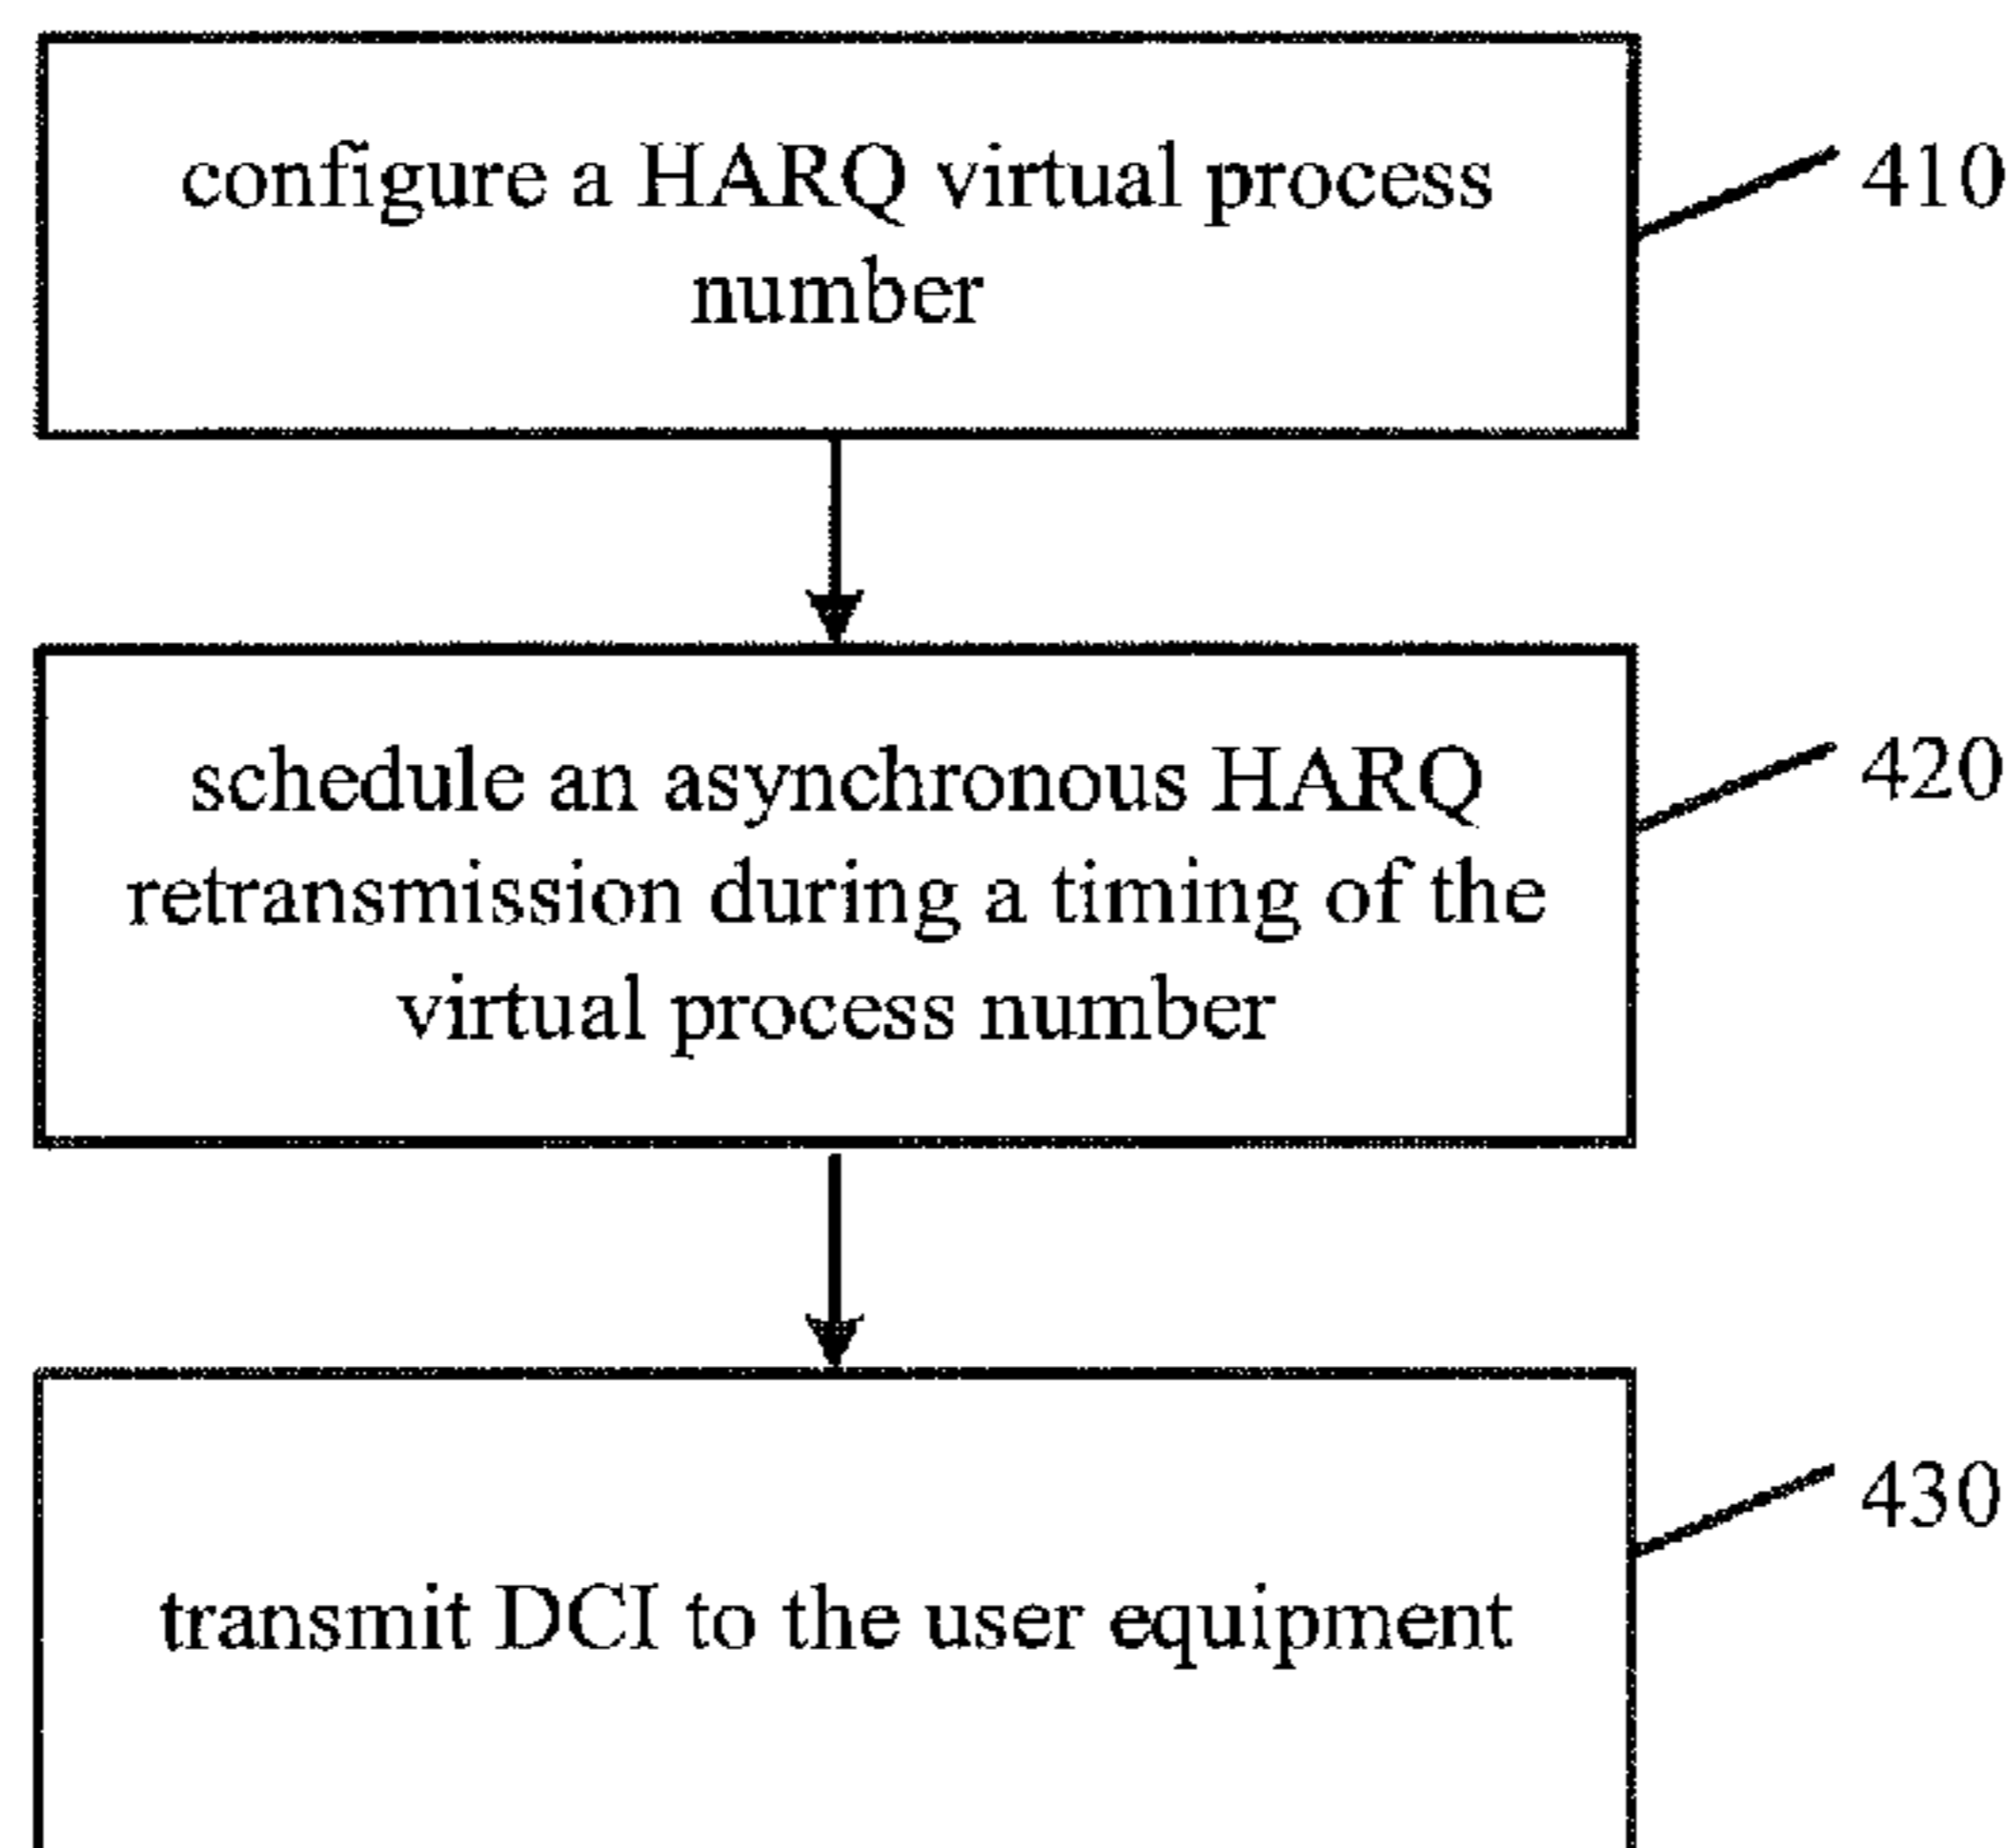 configure a HARQ virtual process
number
410
schedule an asynchronous HARQ
retransmission during a timing of the
virtual process number
420
transmit DCI to the user equipment
430